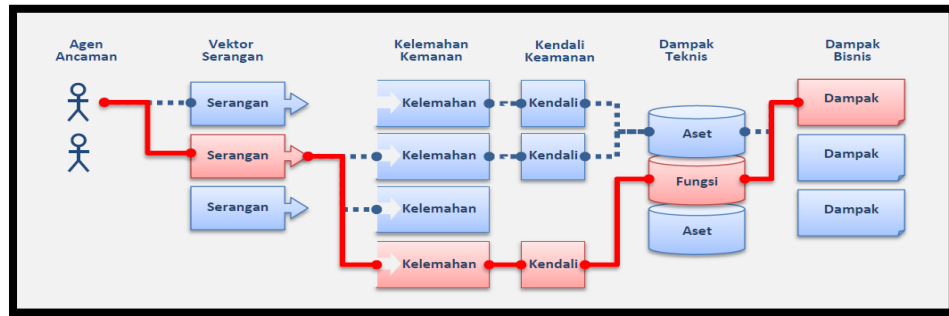 Agen
Ancaman
Vektor
Serangan
Kelemahan
Kemanan
Kendali
Keamanan
Dampak
Teknis
Dampak
Bisnis
Serangan
Kelemahan
Kendali
Dampak
Aset
Serangan
Kelemahan
Kendali
Dampak
Fungsi
Serangan
Kelemahan
Dampak
Aset
Kelemahan
Kendali